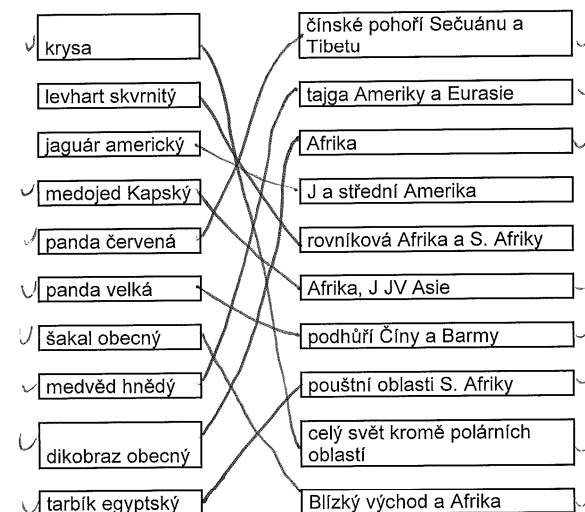 krysa
levhart skvrnitý
jaguár americký
medojed Kapský
panda červená
panda velká
šakal obecný
medvěd hnědý
dikobraz obecný
tarbík egyptský
čínské pohoří Sečuánu a
Tibetu
tajga Ameriky a Eurasie
Afrika
J a střední Amerika
rovníková Afrika a S. Afriky
Afrika, J JV Asie
podhůří Číny a Barmy
pouštní oblasti S. Afriky
celý svět kromě polárních
oblastí
Blízký východ a Afrika